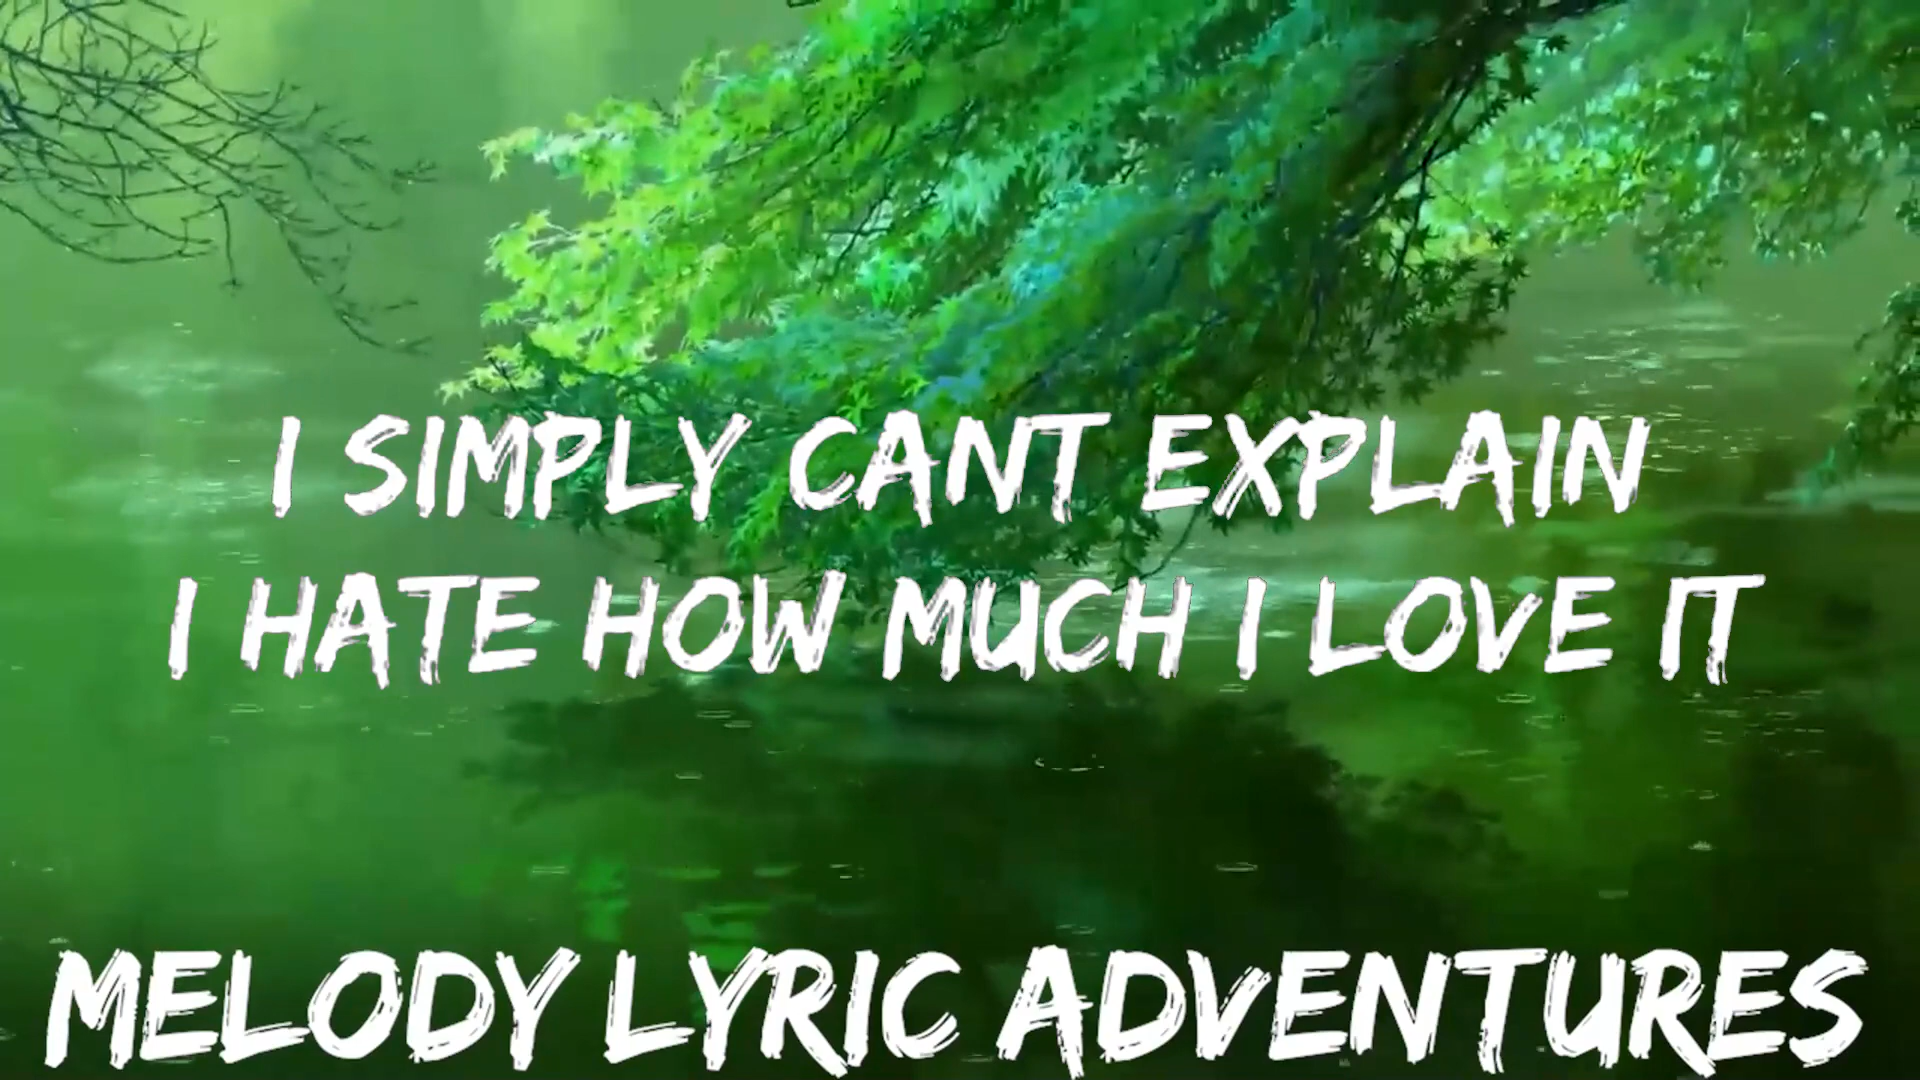 I SIMPLY CANT EXPLAIN
I HATE HOW MUCH I LOVE IT
MELODY LYRIC ADVENTURES